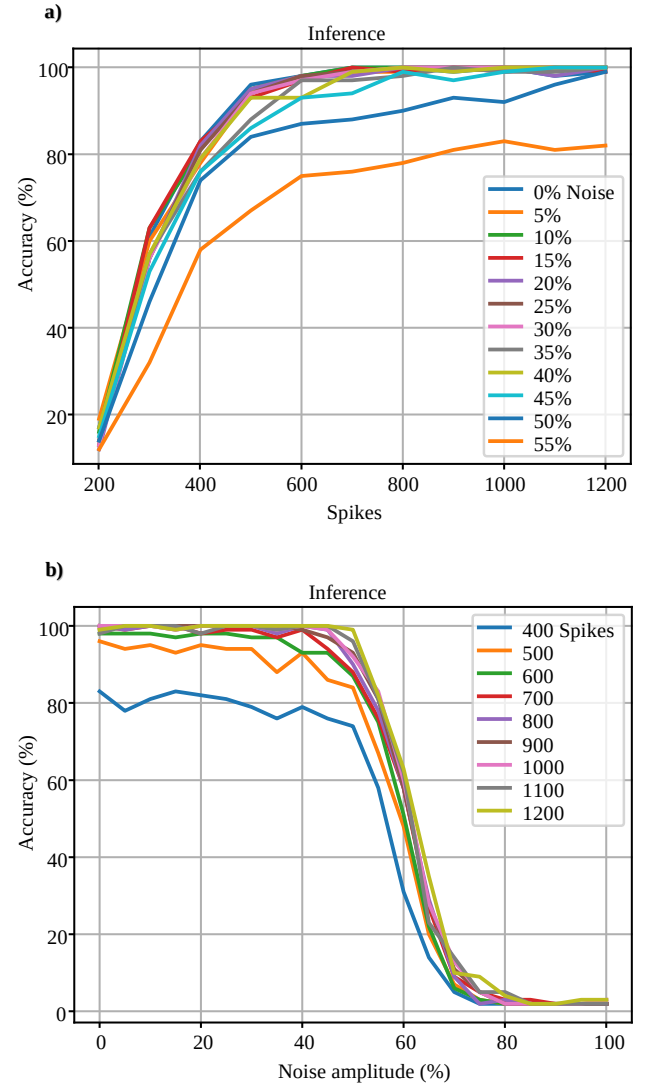 a)
Inference
Accuracy (%)
100
80
60
40
20
0% Noise
5%
10%
15%
20%
25%
30%
35%
40%
45%
50%
55%
200 400 600 800 1000 1200
Spikes
b)
Inference
Accuracy (%)
100
80
60
40
20
0
400 Spikes
500
600
700
800
900
1000
1100
1200
0 20 40 60 80 100
Noise amplitude (%)